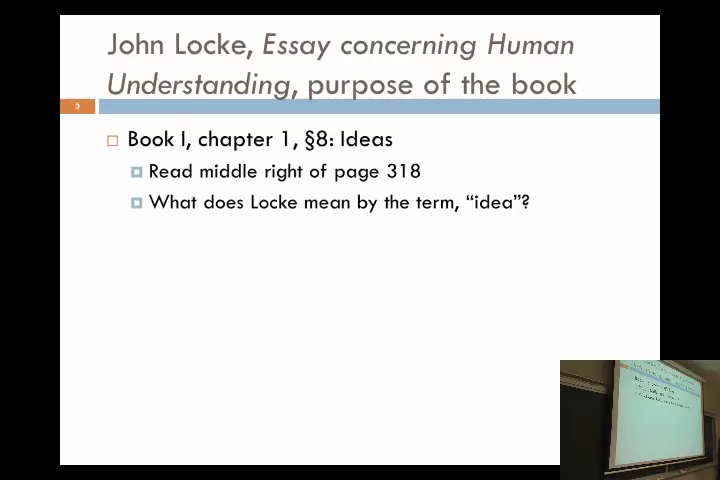 John Locke, Essay concerning Human
Understanding, purpose of the book
5
Book I, chapter 1, §8: Ideas
Read middle right of page 318
What does Locke mean by the term, “idea”?